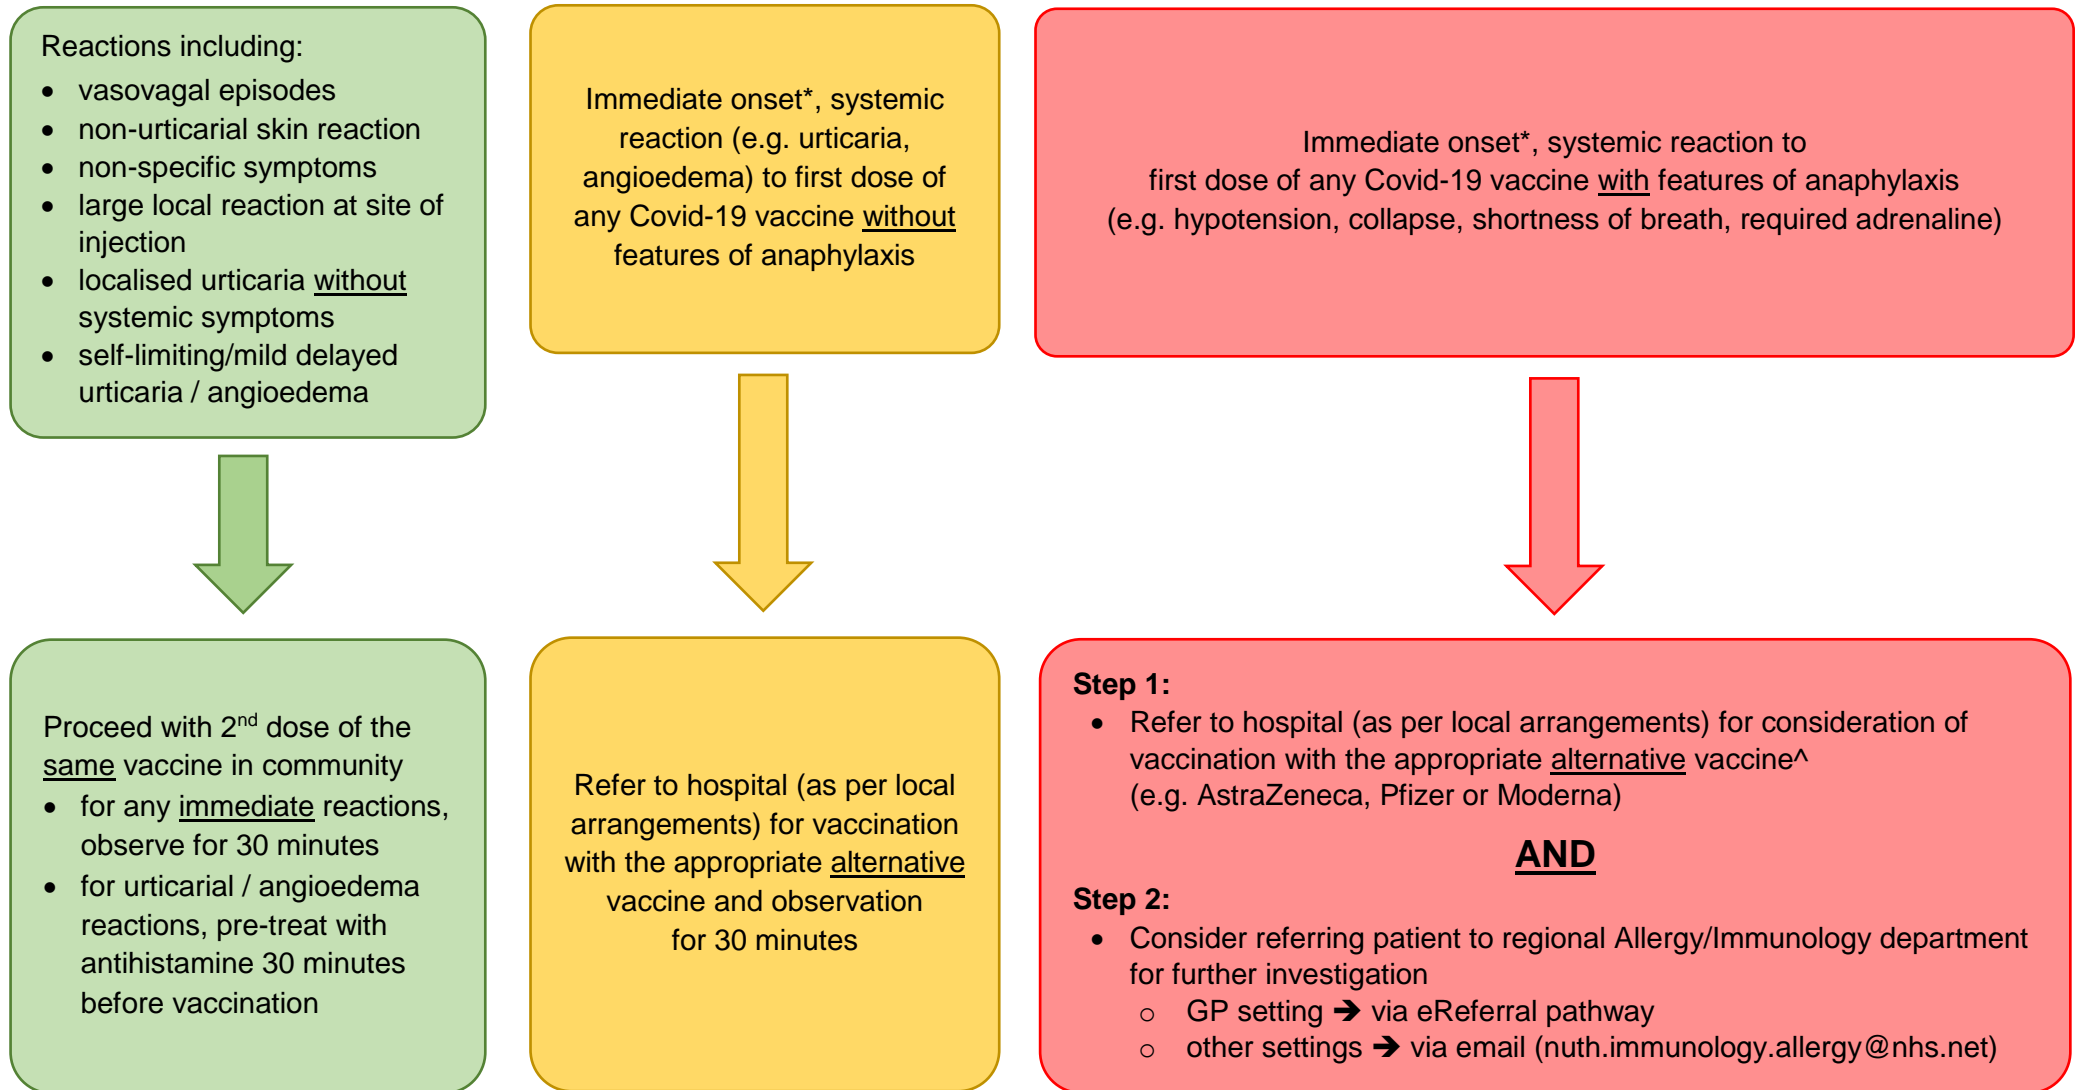 Reactions including:
• vasovagal episodes
• non-urticarial skin reaction
• non-specific symptoms
• large local reaction at site of
injection
• localised urticaria without
systemic symptoms
• self-limiting/mild delayed
urticaria / angioedema
Immediate onset*, systemic
reaction (e.g. urticaria,
angioedema) to first dose of
any Covid-19 vaccine without
features of anaphylaxis
Immediate onset*, systemic reaction to
first dose of any Covid-19 vaccine with features of anaphylaxis
(e.g. hypotension, collapse, shortness of breath, required adrenaline)
Proceed with 2nd dose of the
same vaccine in community
• for any immediate reactions,
observe for 30 minutes
• for urticarial / angioedema
reactions, pre-treat with
antihistamine 30 minutes
before vaccination
Refer to hospital (as per local
arrangements) for vaccination
with the appropriate alternative
vaccine and observation
for 30 minutes
Step 1:
• Refer to hospital (as per local arrangements) for consideration of
vaccination with the appropriate alternative vaccine^
(e.g. AstraZeneca, Pfizer or Moderna)
AND
Step 2:
• Consider referring patient to regional Allergy/Immunology department
for further investigation
o GP setting ➔ via eReferral pathway
o other settings ➔ via email (nuth.immunology.allergy@nhs.net)